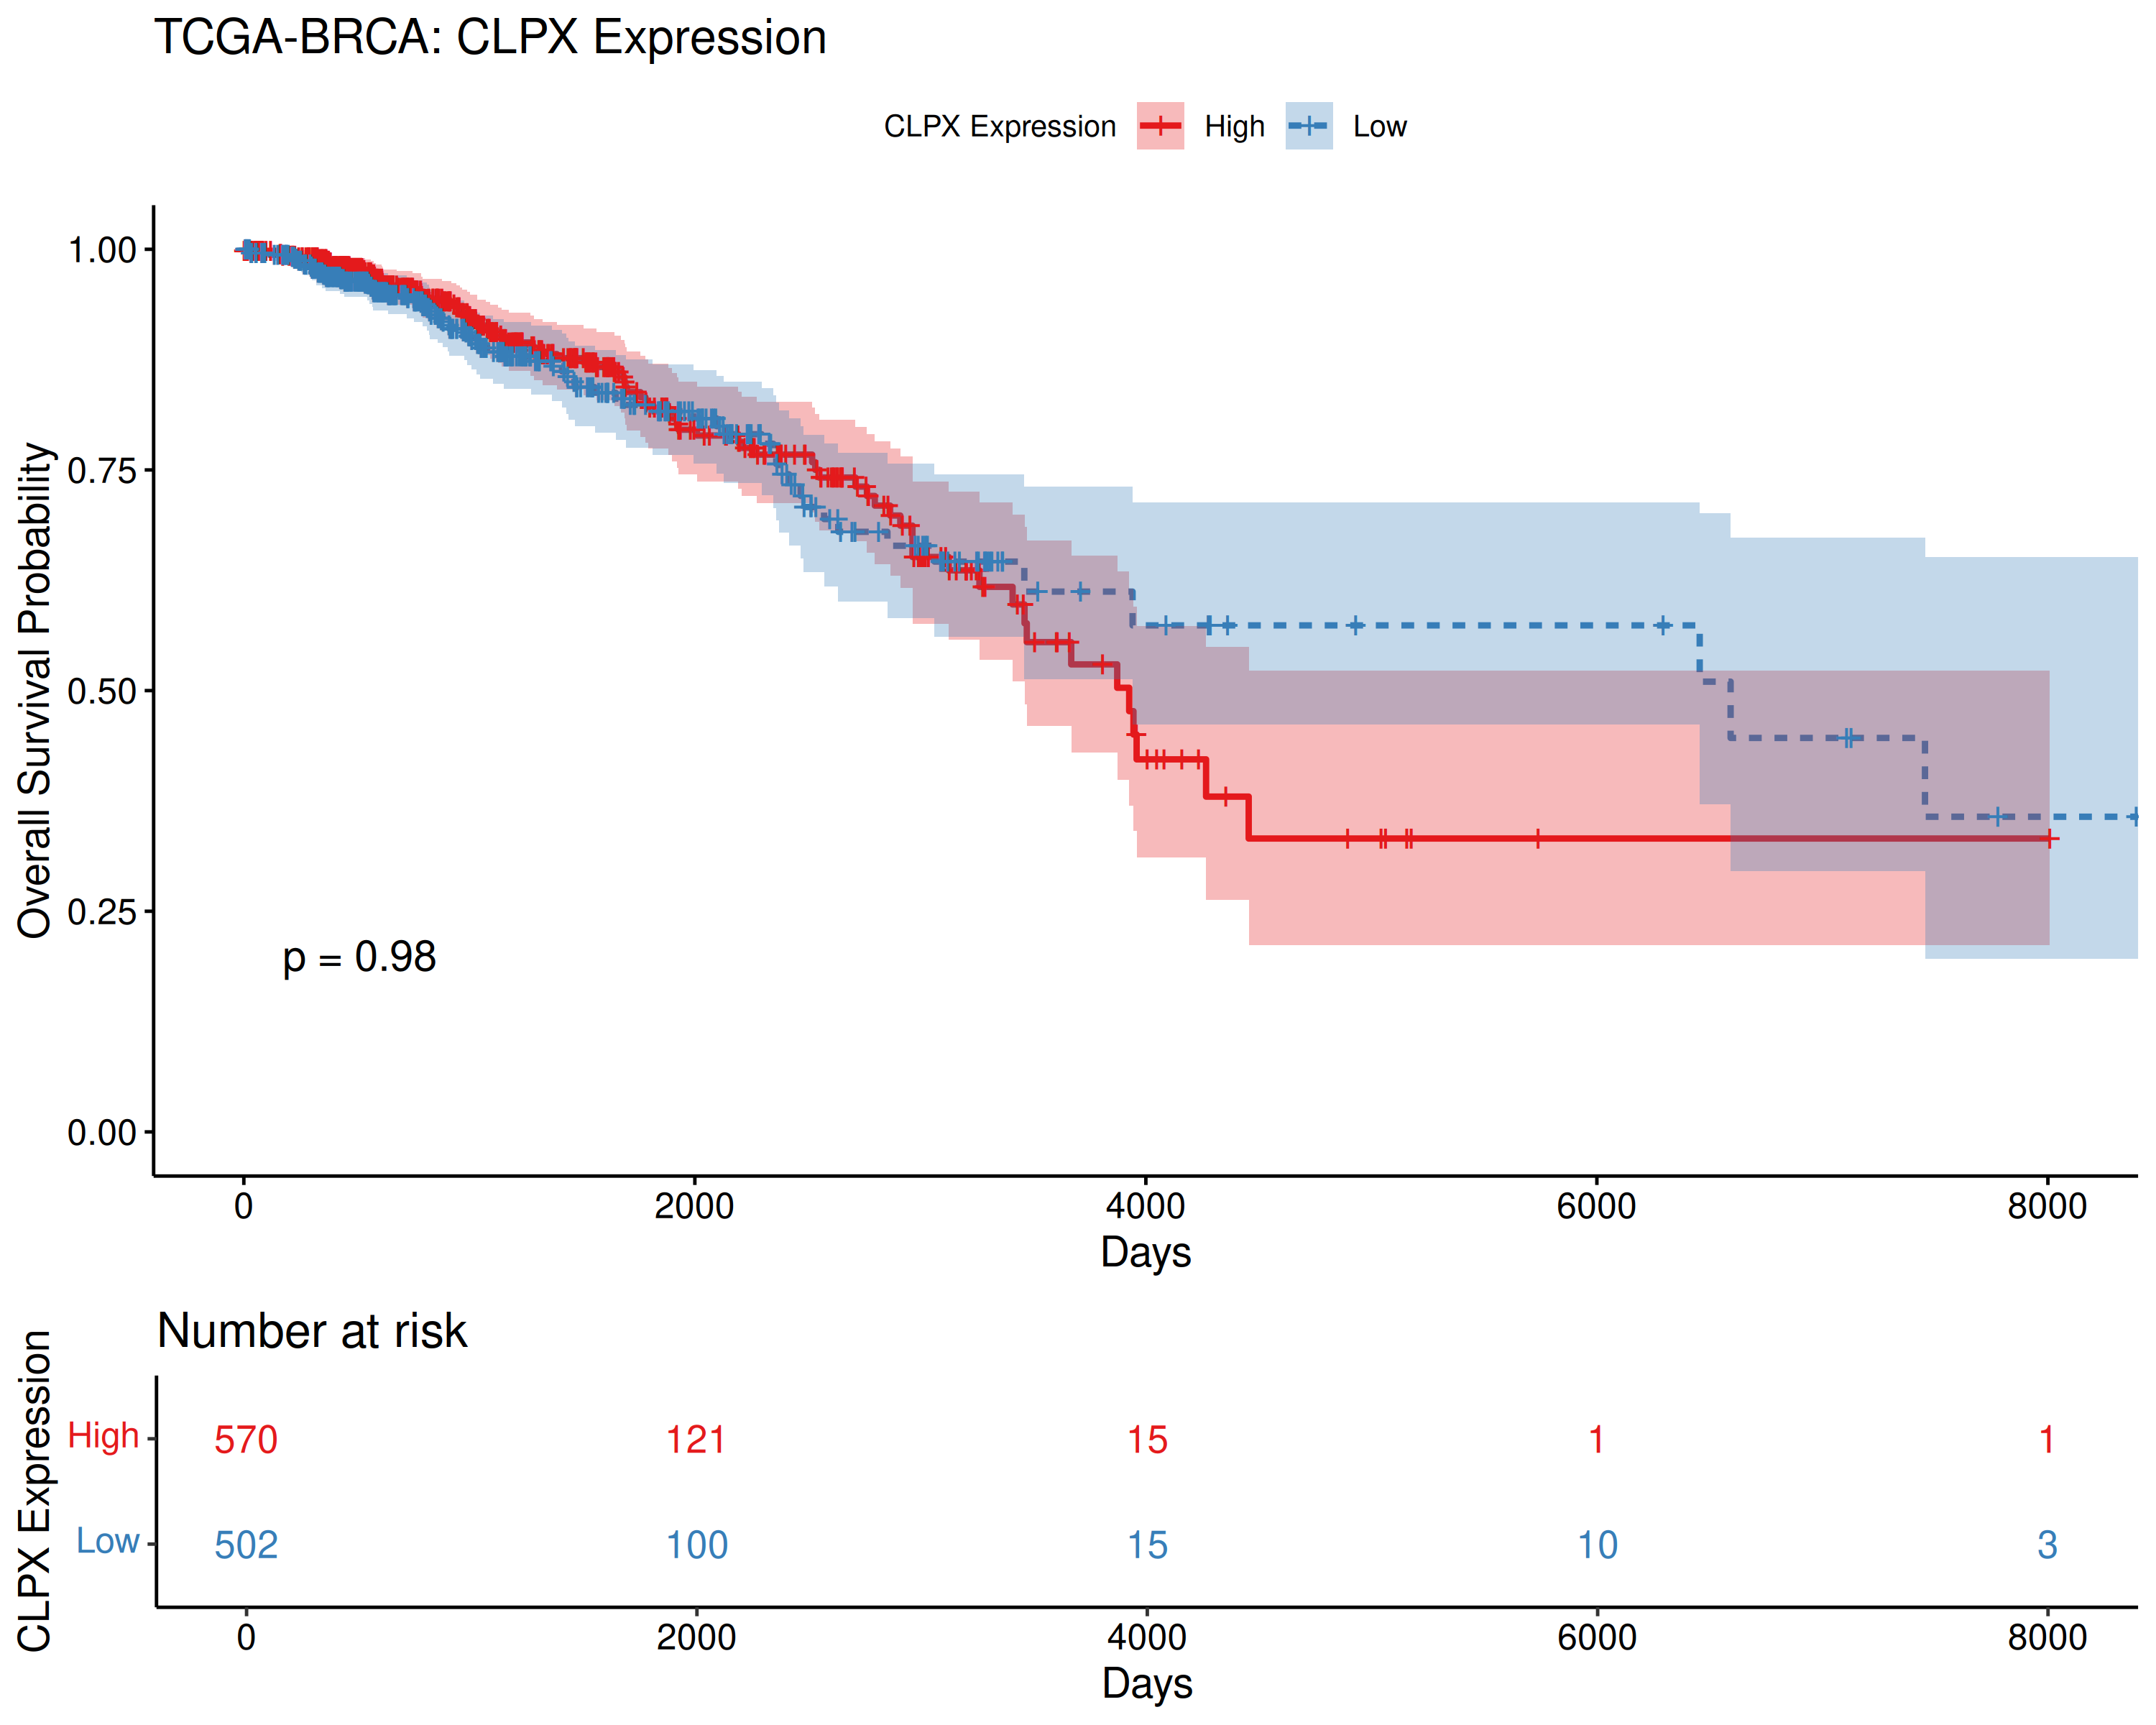 TCGA-BRCA: CLPX Expression
CLPX Expression High Low
Overall Survival Probability
1.00
0.75
0.50
0.25
0.00
p = 0.98
0 2000 4000 6000 8000
Days
Number at risk
CLPX Expression
High 570 121 15 1 1
Low 502 100 15 10 3
0 2000 4000 6000 8000
Days